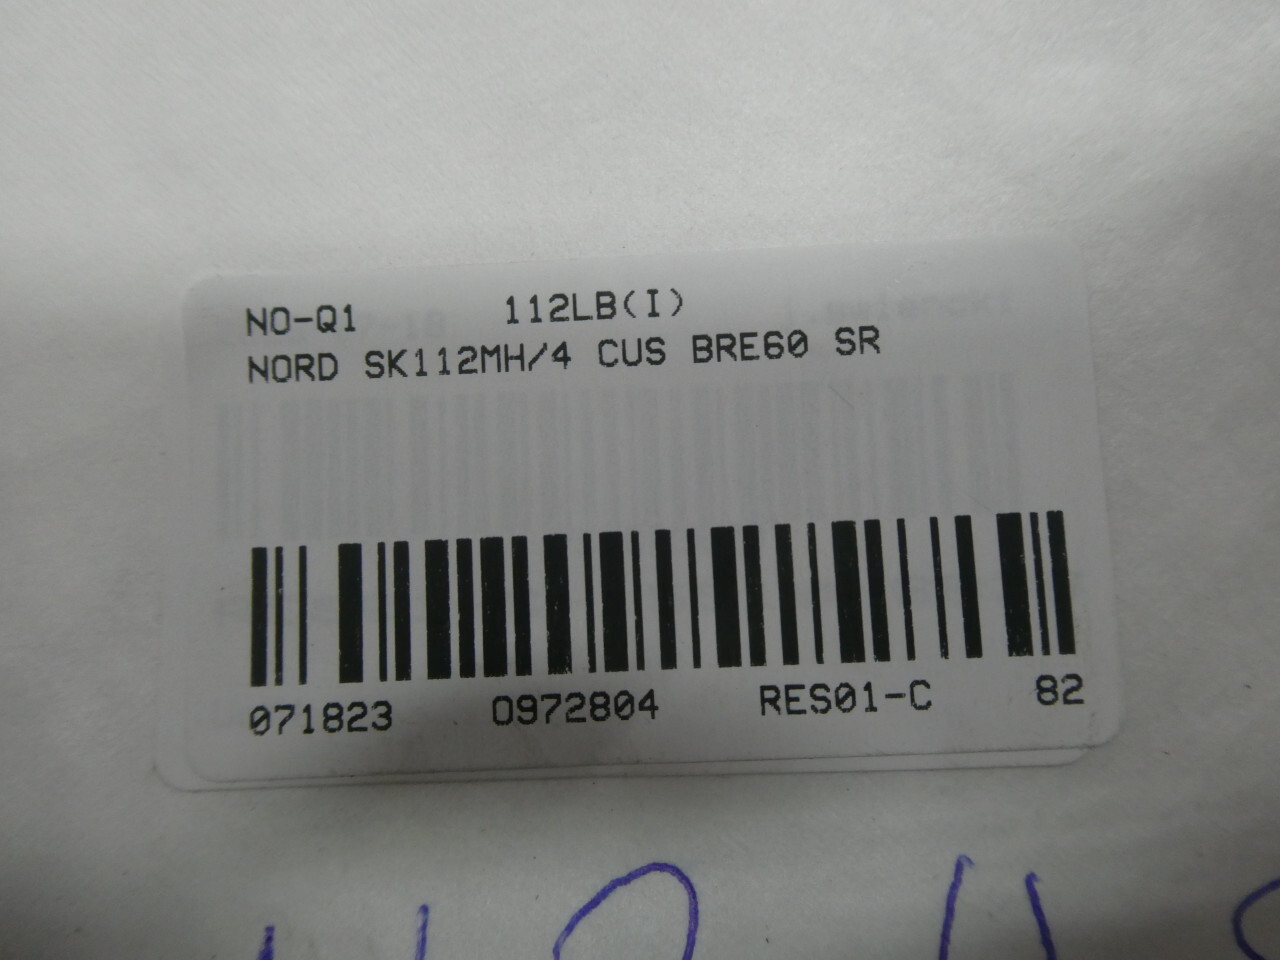 NO-Q1 112LB(I)
NORD SK112MH/4 CUS BRE60 SR
071823 0972804 RES01-C 82